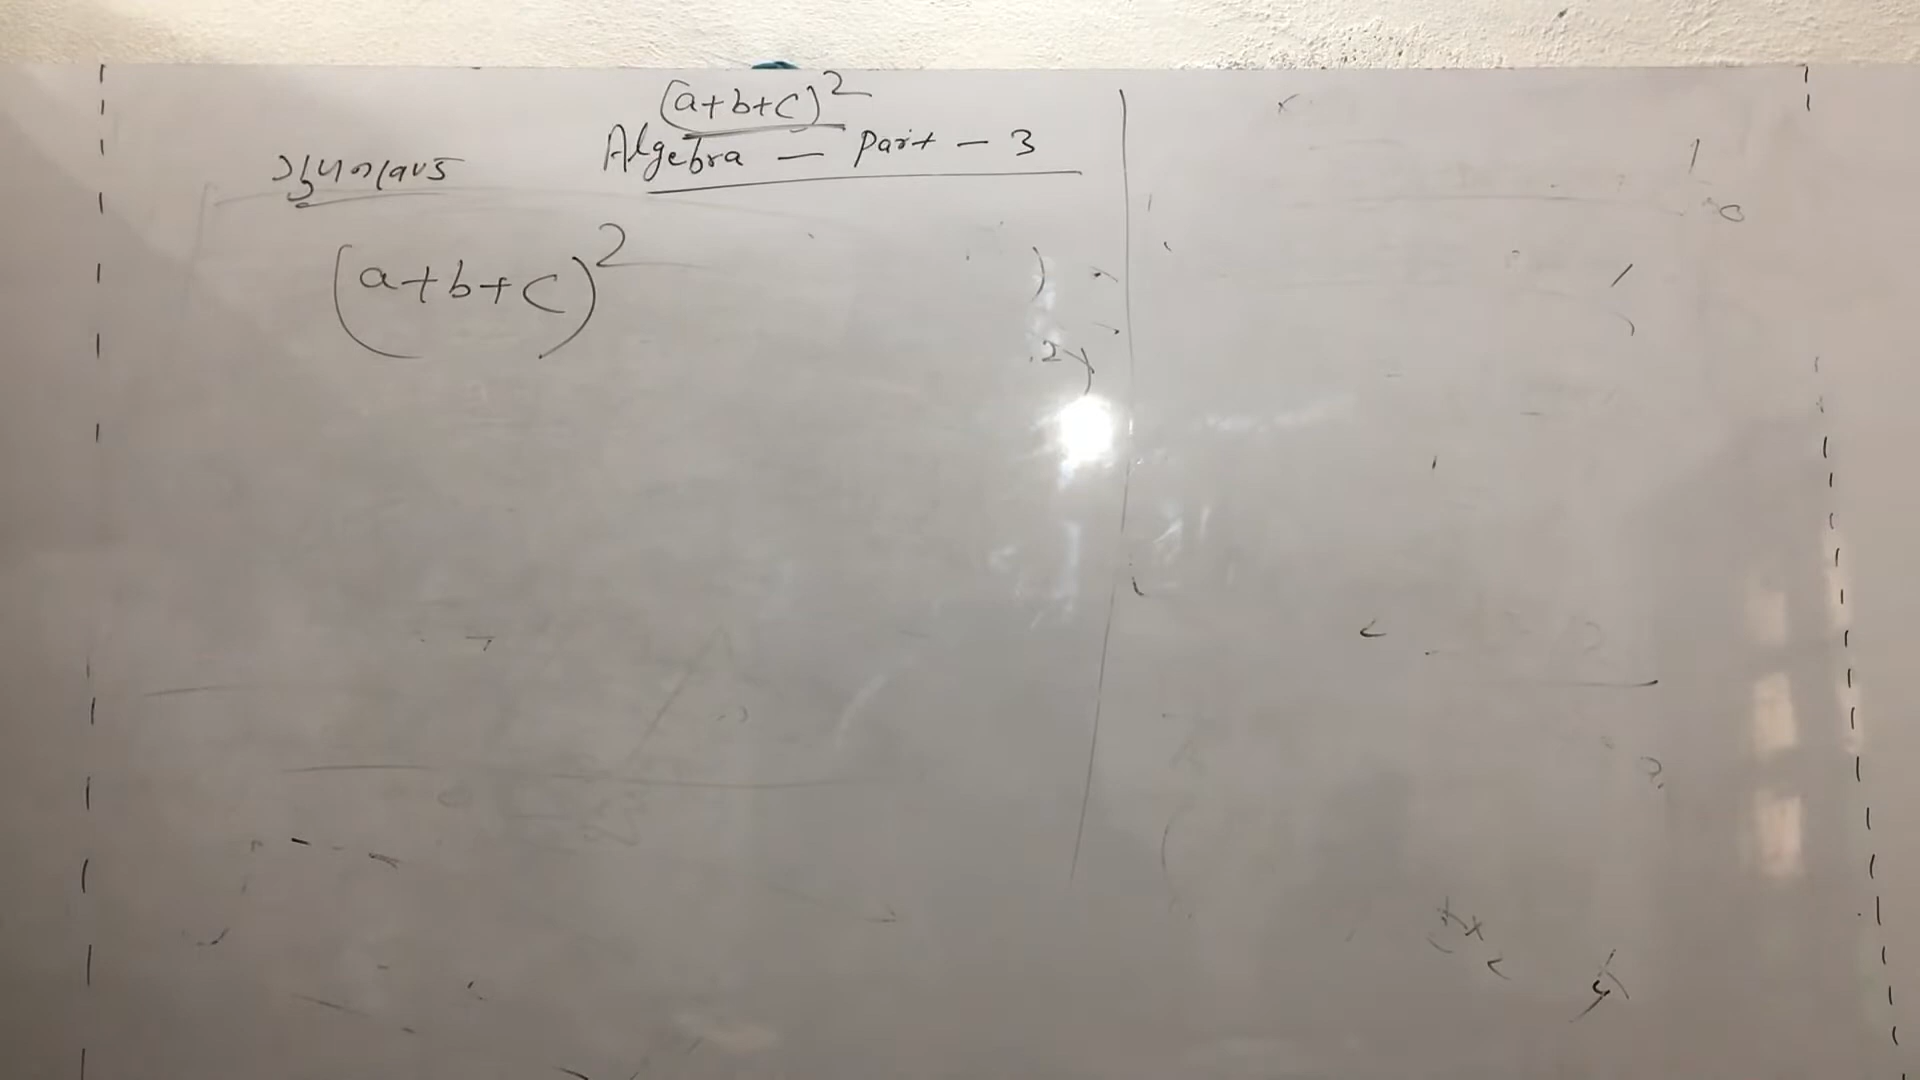 (a+b+c)²
Algebra — Part - 3
(a+b+c)²